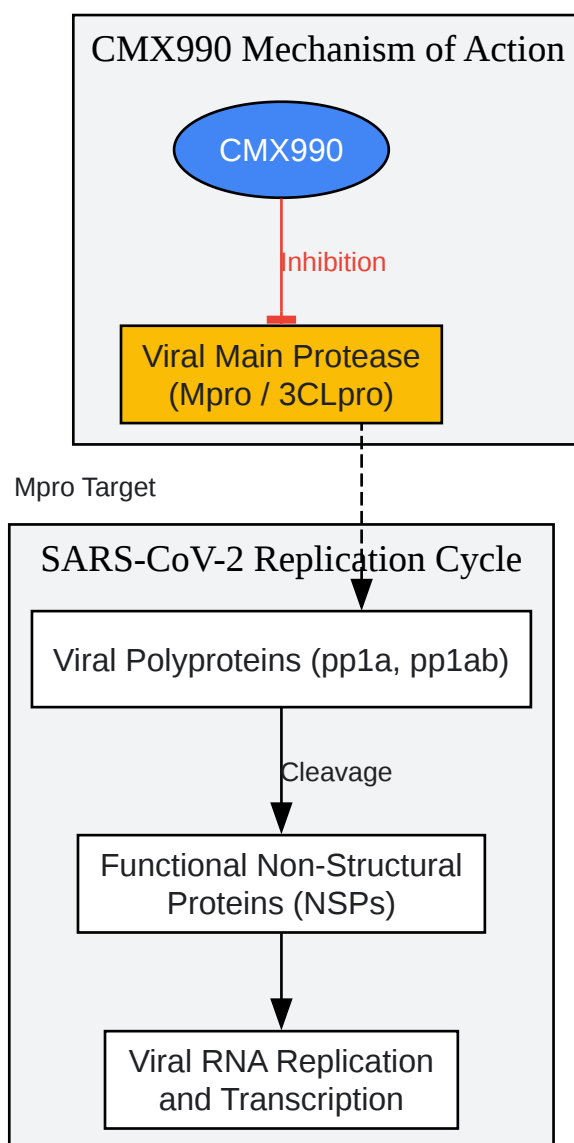 CMX990 Mechanism of Action
CMX990
Inhibition
Viral Main Protease
(Mpro / 3CLpro)
Mpro Target
SARS-CoV-2 Replication Cycle
Viral Polyproteins (pp1a, pp1ab)
Cleavage
Functional Non-Structural
Proteins (NSPs)
Viral RNA Replication
and Transcription